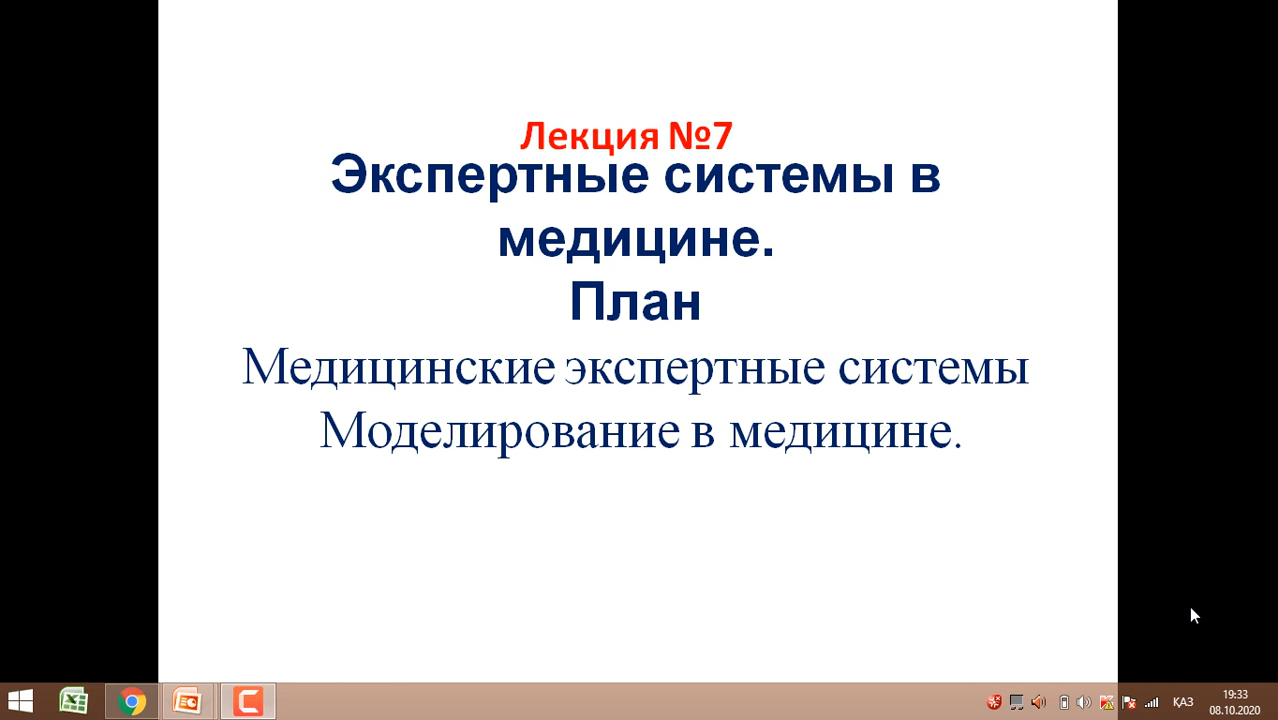 Лекция №7
Экспертные системы в
медицине.
План
Медицинские экспертные системы
Моделирование в медицине.
ҚАЗ
19:33
08.10.2020